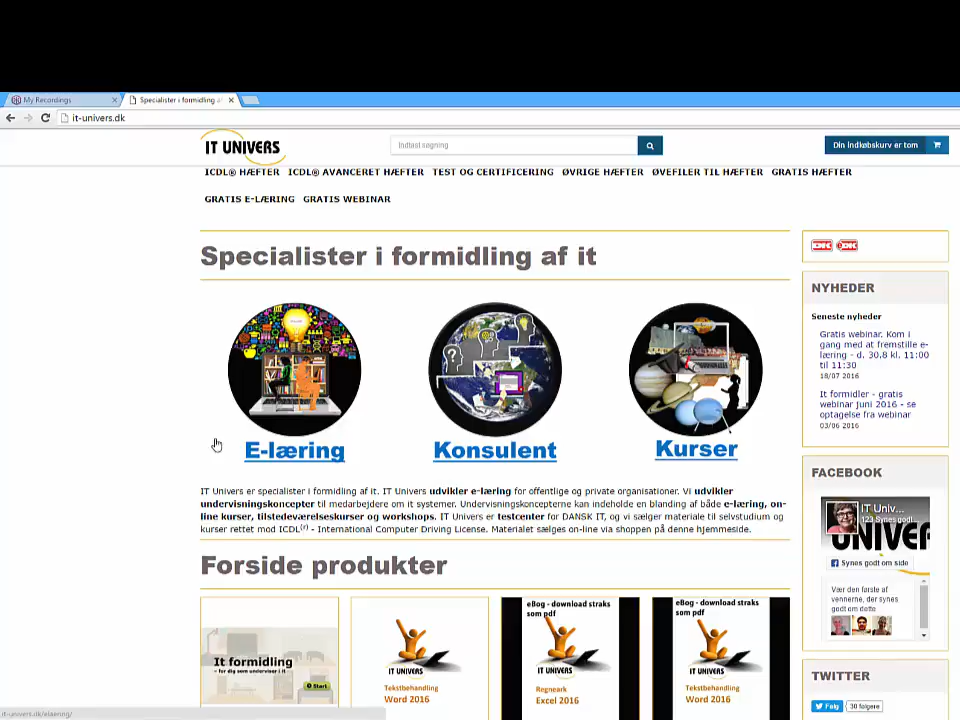 My Recordings
Specialister i formidling a
it-univers.dk
IT UNIVERS
Indtast søgning
Din indkøbskurv er tom
ICDL® HÆFTER ICDL® AVANCERET HÆFTER TEST OG CERTIFICERING ØVRIGE HÆFTER ØVEFILER TIL HÆFTER GRATIS HÆFTER
GRATIS E-LÆRING GRATIS WEBINAR
Specialister i formidling af it
E-læring
Konsulent
Kurser
IT Univers er specialister i formidling af it. IT Univers udvikler e-læring for offentlige og private organisationer. Vi udvikler
undervisningskoncepter til medarbejdere om it systemer. Undervisningskoncepterne kan indeholde en blanding af både e-læring, on-
line kurser, tilstedeværelseskurser og workshops. IT Univers er testcenter for DANSK IT, og vi sælger materiale til selvstudium og
kurser rettet mod ICDL(r) - International Computer Driving License. Materialet sælges on-line via shoppen på denne hjemmeside.
Forside produkter
It formidling
- for dig som underviser i it
Start
IT UNIVERS
Tekstbehandling
Word 2016
eBog - download straks
som pdf
IT UNIVERS
Regneark
Excel 2016
eBog - download straks
som pdf
IT UNIVERS
Tekstbehandling
Word 2016
NYHEDER
Seneste nyheder
Gratis webinar. Kom i
gang med at fremstille e-
læring - d. 30.8 kl. 11:00
til 11:30
18/07 2016
It formidler - gratis
webinar juni 2016 - se
optagelse fra webinar
03/06 2016
FACEBOOK
IT Univ...
123 Synes godt
UNIVER
Synes godt om side
Vær den første af
vennerne, der synes
godt om dette
TWITTER
Følg
30 følgere
it-univers.dk/elaering/